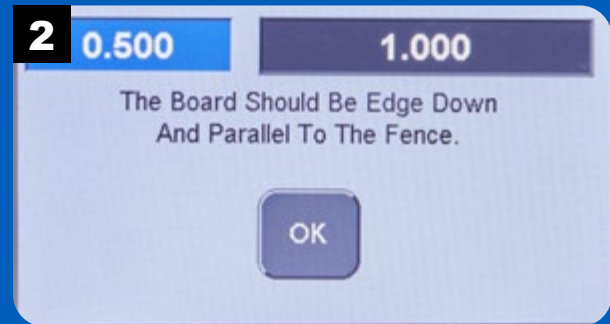 2
0.500 1.000
The Board Should Be Edge Down
And Parallel To The Fence.
OK